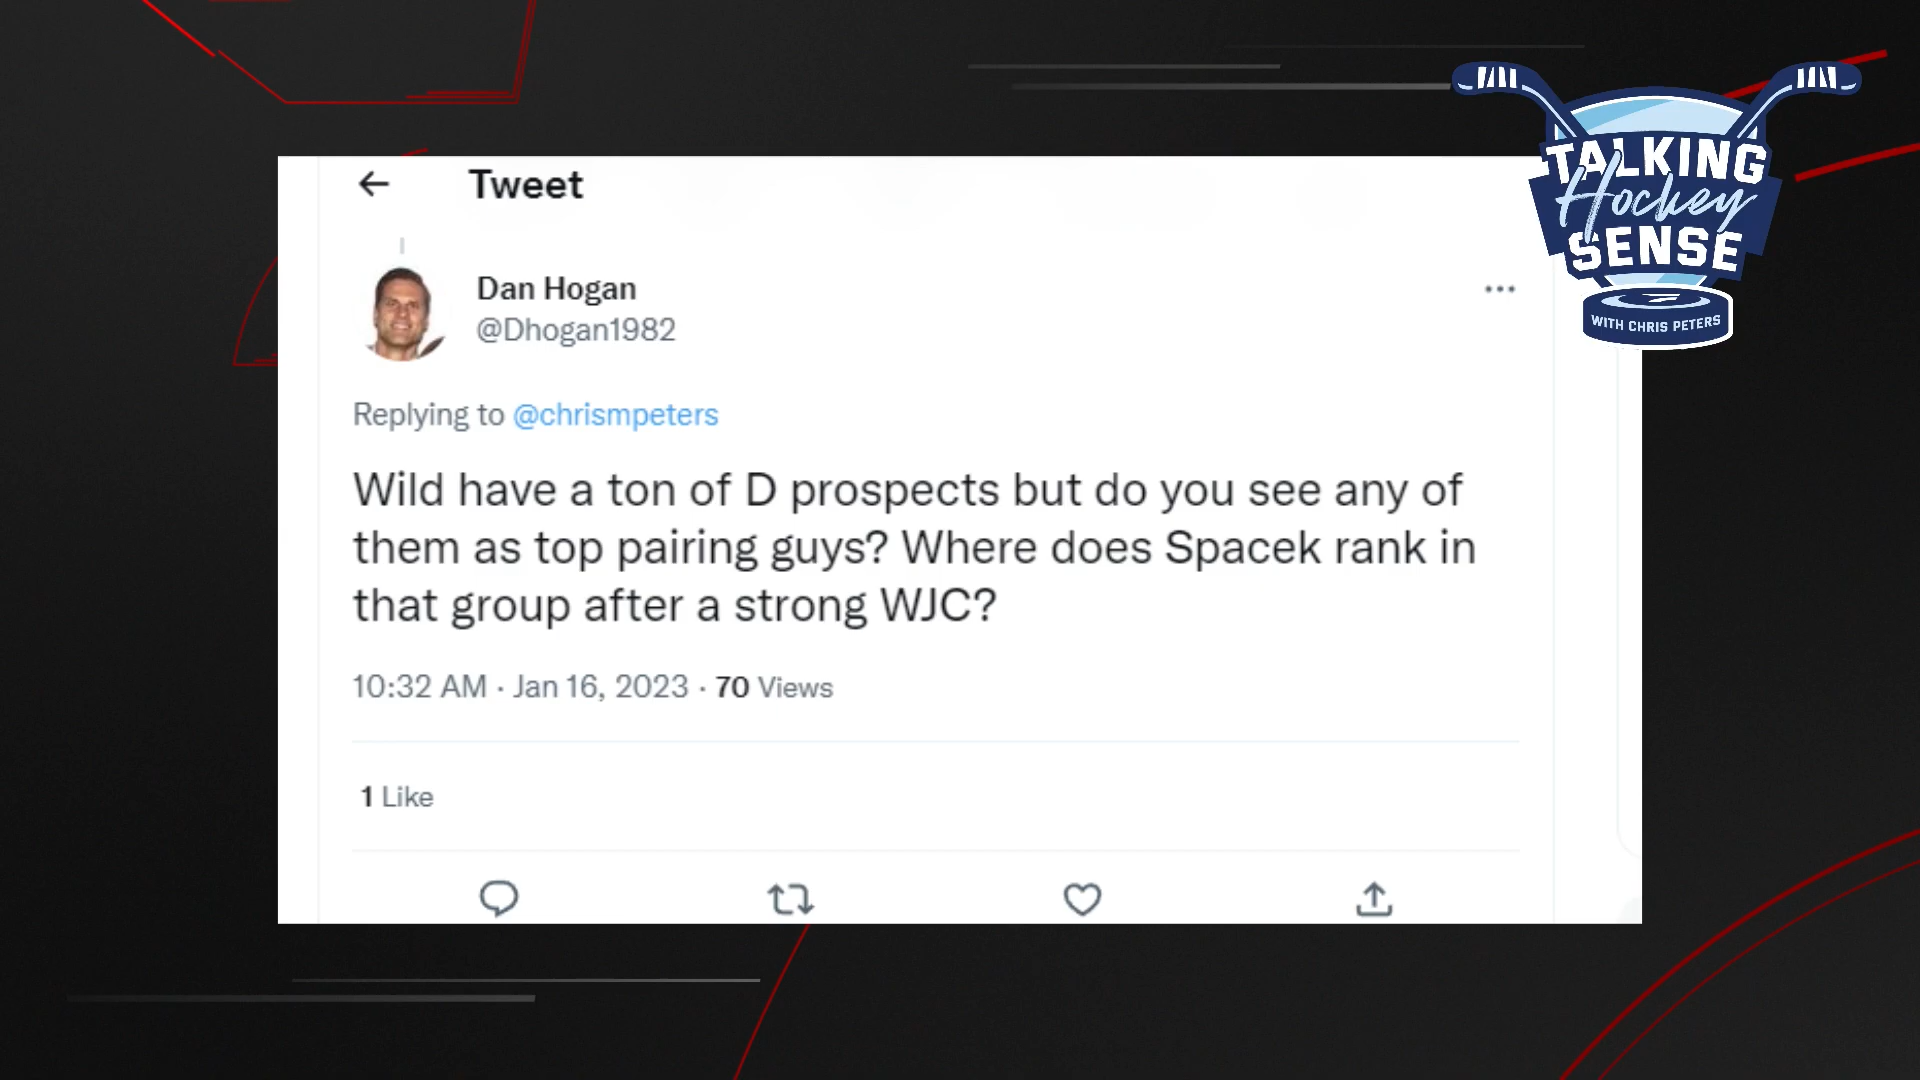 Tweet
Dan Hogan
@Dhogan1982
Replying to @chrismpeters
Wild have a ton of D prospects but do you see any of
them as top pairing guys? Where does Spacek rank in
that group after a strong WJC?
10:32 AM · Jan 16, 2023 · 70 Views
1 Like
TALKING
Hockey
SENSE
WITH CHRIS PETERS